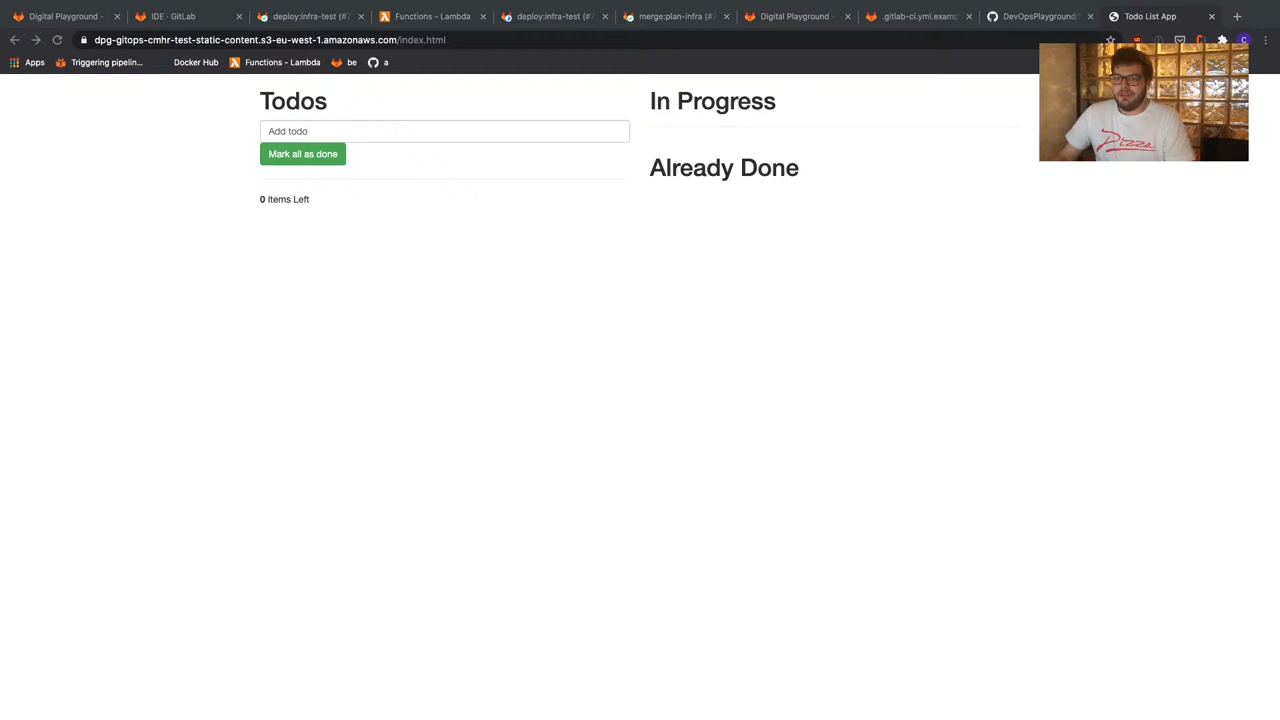 Digital Playground -
IDE · GitLab
deploy:infra-test (#7
Functions - Lambda
deploy:infra-test (#7
merge:plan-infra (#7
Digital Playground -
.gitlab-ci.yml.examp
DevOpsPlayground/
Todo List App
dpg-gitops-cmhr-test-static-content.s3-eu-west-1.amazonaws.com/index.html
Apps
Triggering pipelin...
Docker Hub
Functions - Lambda
be
a
Todos
Add todo
Mark all as done
0 Items Left
In Progress
Already Done
Pizza